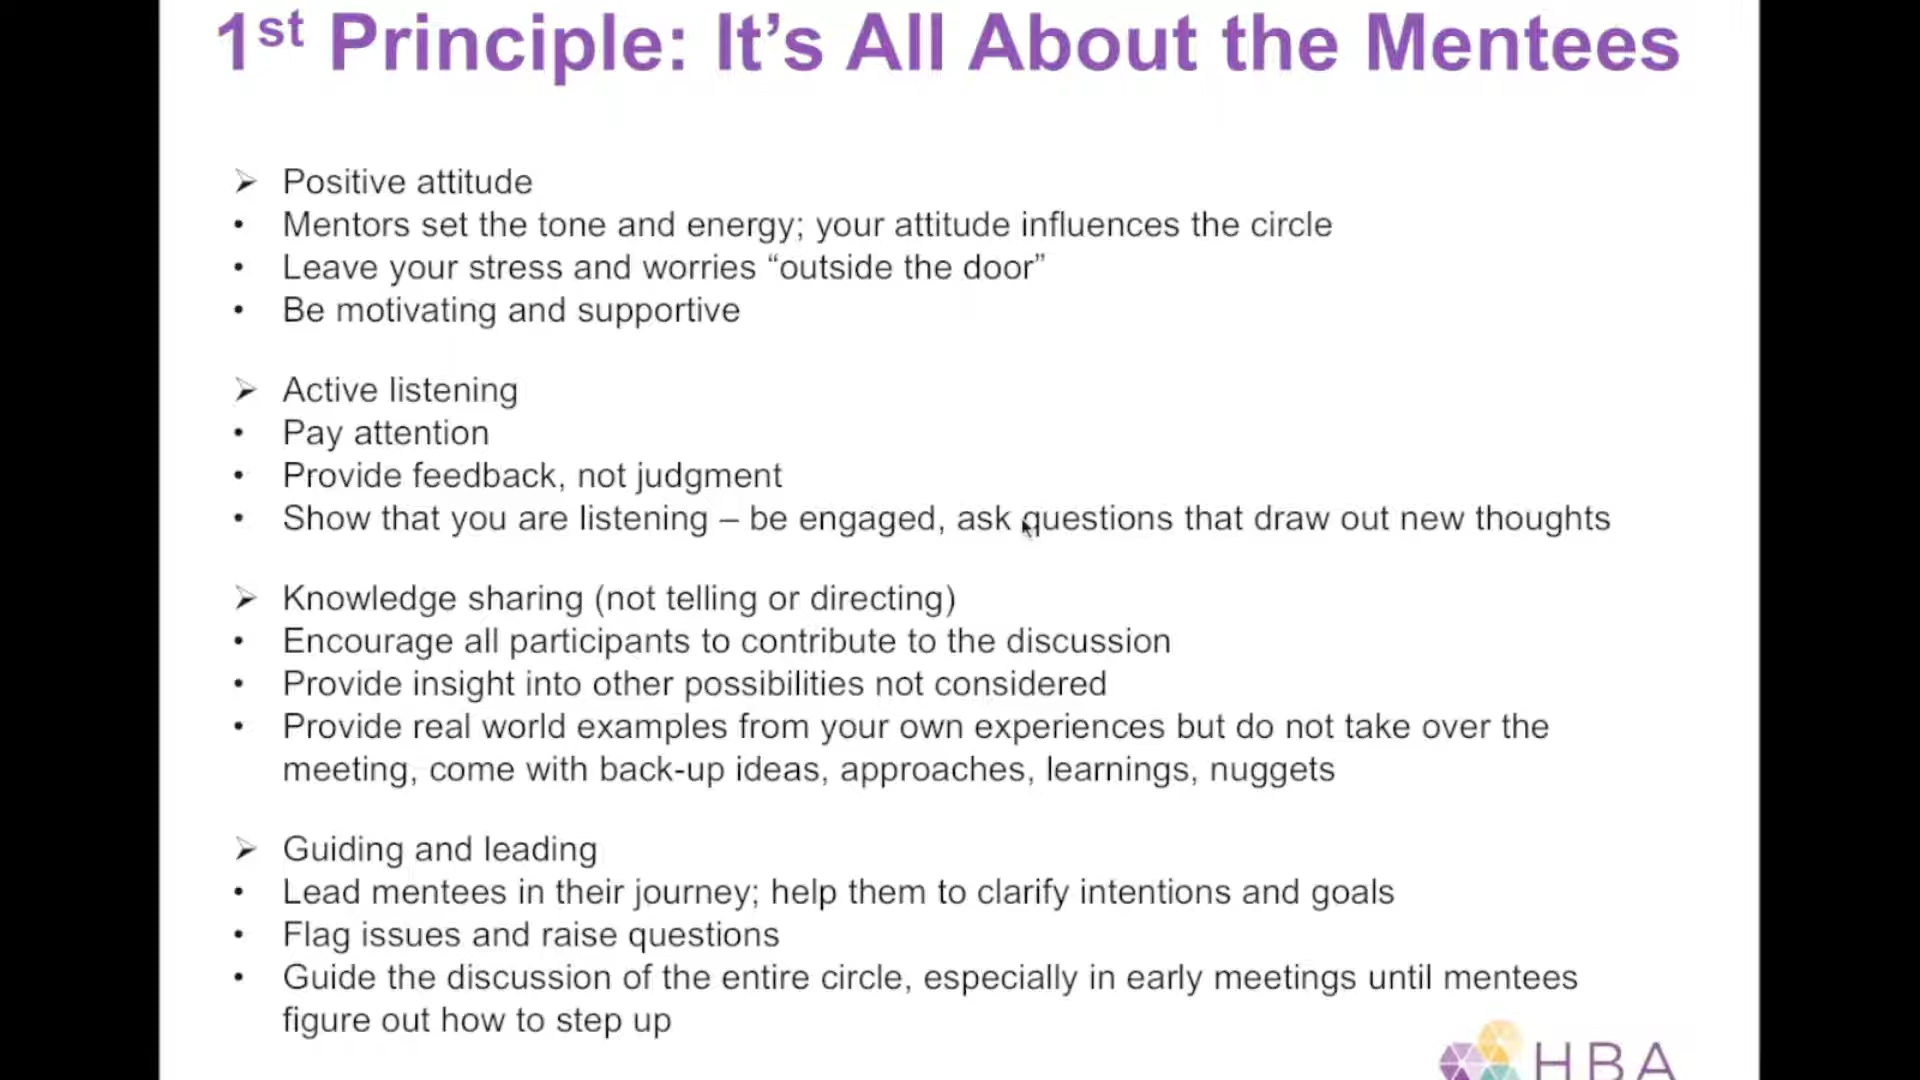 1st Principle: It’s All About the Mentees
➢ Positive attitude
• Mentors set the tone and energy; your attitude influences the circle
• Leave your stress and worries “outside the door”
• Be motivating and supportive
➢ Active listening
• Pay attention
• Provide feedback, not judgment
• Show that you are listening – be engaged, ask questions that draw out new thoughts
➢ Knowledge sharing (not telling or directing)
• Encourage all participants to contribute to the discussion
• Provide insight into other possibilities not considered
• Provide real world examples from your own experiences but do not take over the
meeting, come with back-up ideas, approaches, learnings, nuggets
➢ Guiding and leading
• Lead mentees in their journey; help them to clarify intentions and goals
• Flag issues and raise questions
• Guide the discussion of the entire circle, especially in early meetings until mentees
figure out how to step up
HBA